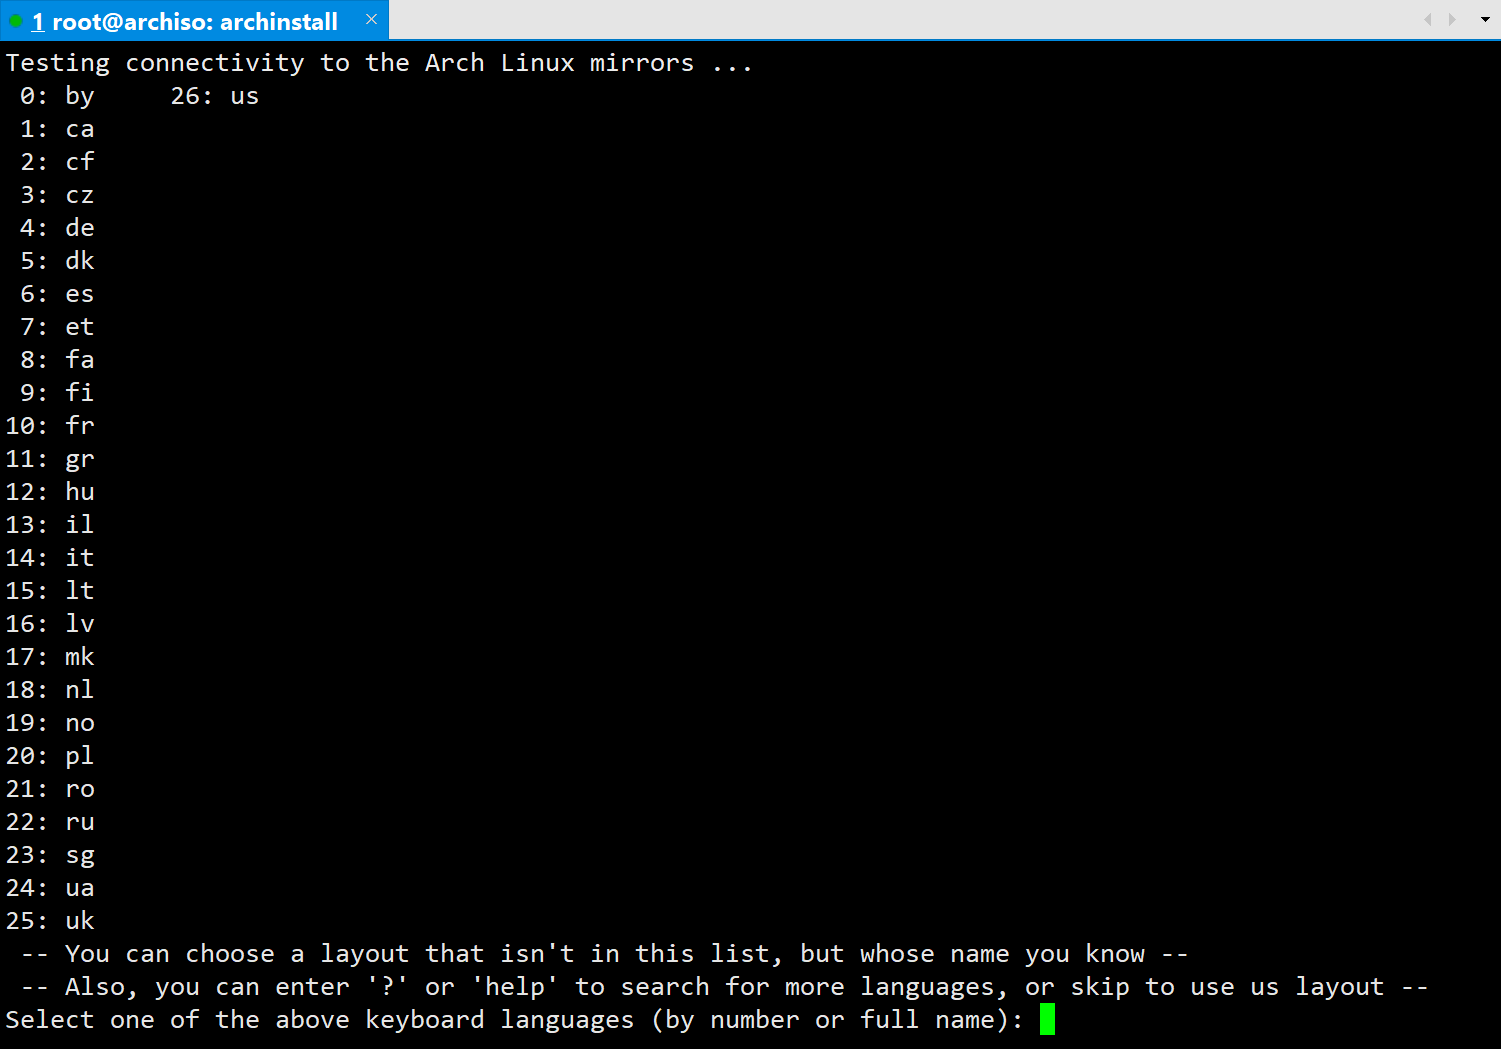 1 root@archiso: archinstall
Testing connectivity to the Arch Linux mirrors ...
0: by 26: us
1: ca
2: cf
3: cz
4: de
5: dk
6: es
7: et
8: fa
9: fi
10: fr
11: gr
12: hu
13: il
14: it
15: lt
16: lv
17: mk
18: nl
19: no
20: pl
21: ro
22: ru
23: sg
24: ua
25: uk
-- You can choose a layout that isn't in this list, but whose name you know --
-- Also, you can enter '?' or 'help' to search for more languages, or skip to use us layout --
Select one of the above keyboard languages (by number or full name):